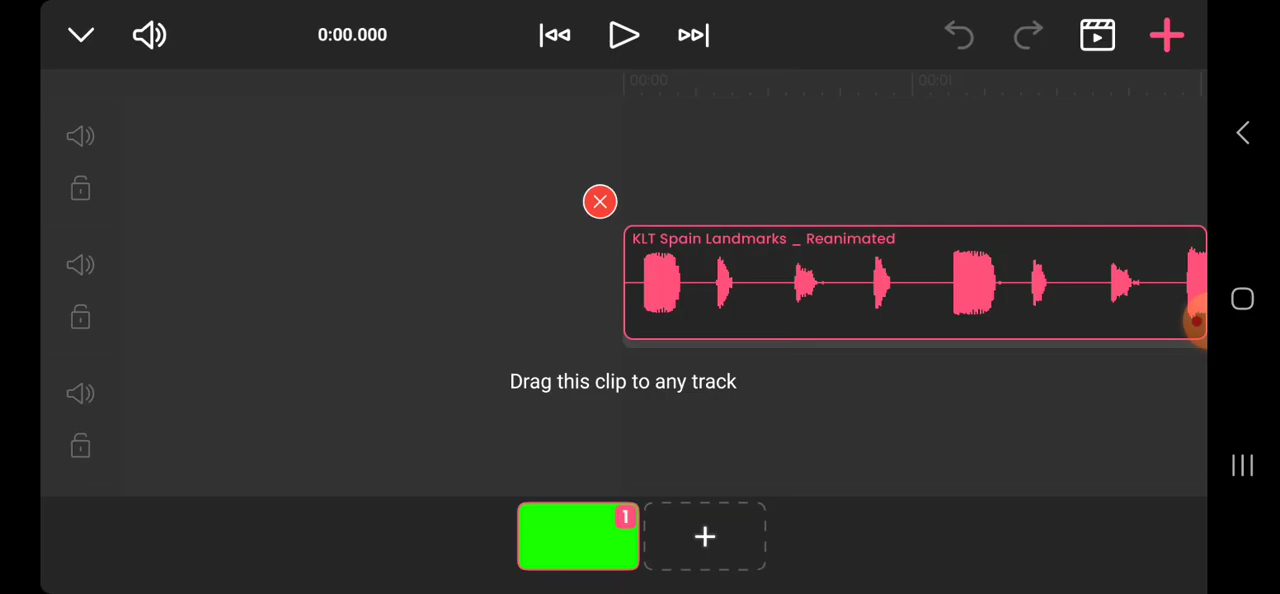 0:00.000
00:00
00:01
KLT Spain Landmarks _ Reanimated
Drag this clip to any track
1